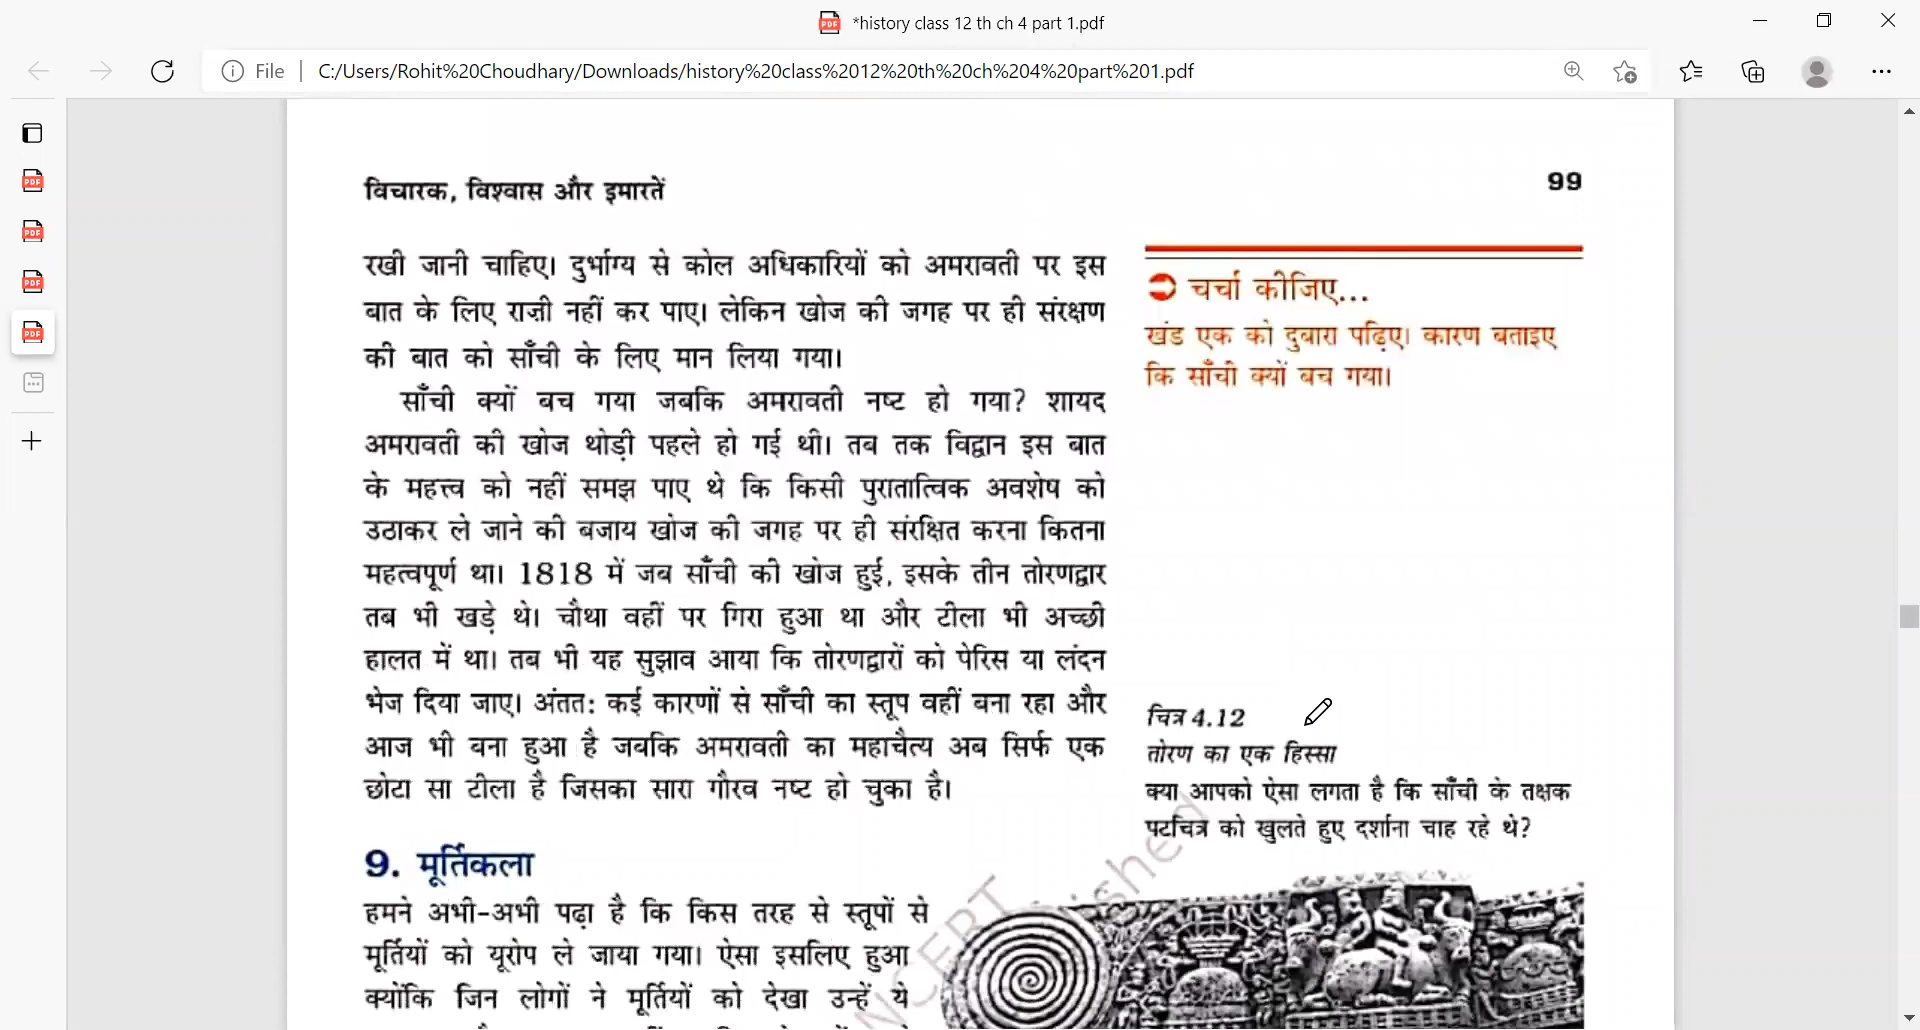 *history class 12 th ch 4 part 1.pdf
File
C:/Users/Rohit%20Choudhary/Downloads/history%20class%2012%20th%20ch%204%20part%201.pdf
विचारक, विश्वास और इमारतें
99
रखी जानी चाहिए। दुर्भाग्य से कोल अधिकारियों को अमरावती पर इस
बात के लिए राज़ी नहीं कर पाए। लेकिन खोज की जगह पर ही संरक्षण
की बात को साँची के लिए मान लिया गया।
साँची क्यों बच गया जबकि अमरावती नष्ट हो गया? शायद
अमरावती की खोज थोड़ी पहले हो गई थी। तब तक विद्वान इस बात
के महत्त्व को नहीं समझ पाए थे कि किसी पुरातात्विक अवशेष को
उठाकर ले जाने की बजाय खोज की जगह पर ही संरक्षित करना कितना
महत्वपूर्ण था। 1818 में जब साँची की खोज हुई, इसके तीन तोरणद्वार
तब भी खड़े थे। चौथा वहीं पर गिरा हुआ था और टीला भी अच्छी
हालत में था। तब भी यह सुझाव आया कि तोरणद्वारों को पेरिस या लंदन
भेज दिया जाए। अंतत: कई कारणों से साँची का स्तूप वहीं बना रहा और
आज भी बना हुआ है जबकि अमरावती का महाचैत्य अब सिर्फ एक
छोटा सा टीला है जिसका सारा गौरव नष्ट हो चुका है।
9. मूर्तिकला
हमने अभी-अभी पढ़ा है कि किस तरह से स्तूपों से
मूर्तियों को यूरोप ले जाया गया। ऐसा इसलिए हुआ
क्योंकि जिन लोगों ने मूर्तियों को देखा उन्हें ये
चर्चा कीजिए...
खंड एक को दुबारा पढ़िए। कारण बताइए
कि साँची क्यों बच गया।
चित्र 4.12
तोरण का एक हिस्सा
क्या आपको ऐसा लगता है कि साँची के तक्षक
पटचित्र को खुलते हुए दर्शाना चाह रहे थे?
NCERT